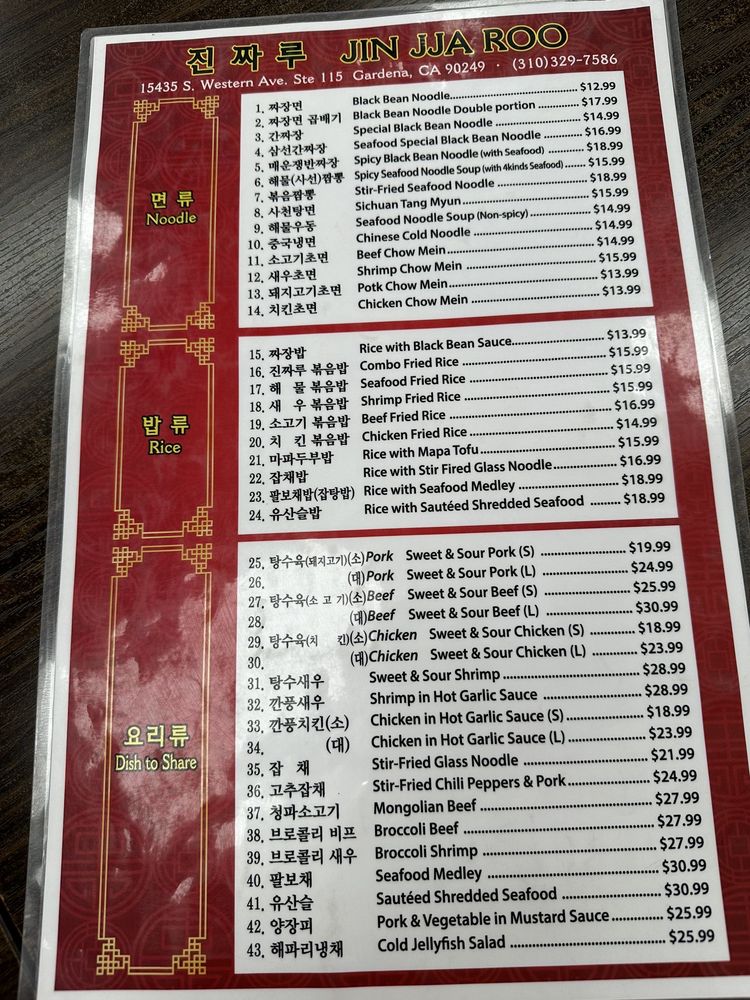 진 짜 루 JIN JJA ROO
15435 S. Western Ave. Ste 115 Gardena, CA 90249 · (310)329-7586
면 류
Noodle
1. 짜장면 Black Bean Noodle $12.99
2. 짜장면 곱배기 Black Bean Noodle Double portion $17.99
3. 간짜장 Special Black Bean Noodle $14.99
4. 삼선간짜장 Seafood Special Black Bean Noodle $16.99
5. 매운쟁반짜장 Spicy Black Bean Noodle (with Seafood) $18.99
6. 해물(사선)짬뽕 Spicy Seafood Noodle Soup (with 4kinds Seafood) $15.99
7. 볶음짬뽕 Stir-Fried Seafood Noodle $18.99
8. 사천탕면 Sichuan Tang Myun $15.99
9. 해물우동 Seafood Noodle Soup (Non-spicy) $14.99
10. 중국냉면 Chinese Cold Noodle $14.99
11. 소고기초면 Beef Chow Mein $14.99
12. 새우초면 Shrimp Chow Mein $15.99
13. 돼지고기초면 Potk Chow Mein $13.99
14. 치킨초면 Chicken Chow Mein $13.99
밥 류
Rice
15. 짜장밥 Rice with Black Bean Sauce $13.99
16. 진짜루 볶음밥 Combo Fried Rice $15.99
17. 해 물 볶음밥 Seafood Fried Rice $15.99
18. 새 우 볶음밥 Shrimp Fried Rice $15.99
19. 소고기 볶음밥 Beef Fried Rice $16.99
20. 치 킨 볶음밥 Chicken Fried Rice $14.99
21. 마파두부밥 Rice with Mapa Tofu $15.99
22. 잡채밥 Rice with Stir Fired Glass Noodle $16.99
23. 팔보채밥(잡탕밥) Rice with Seafood Medley $18.99
24. 유산슬밥 Rice with Sautéed Shredded Seafood $18.99
요리류
Dish to Share
25. 탕수육(돼지고기)(소)Pork Sweet & Sour Pork (S) $19.99
26. (대)Pork Sweet & Sour Pork (L) $24.99
27. 탕수육(소 고 기)(소)Beef Sweet & Sour Beef (S) $25.99
28. (대)Beef Sweet & Sour Beef (L) $30.99
29. 탕수육(치 킨)(소)Chicken Sweet & Sour Chicken (S) $18.99
30. (대)Chicken Sweet & Sour Chicken (L) $23.99
31. 탕수새우 Sweet & Sour Shrimp $28.99
32. 깐풍새우 Shrimp in Hot Garlic Sauce $28.99
33. 깐풍치킨(소) Chicken in Hot Garlic Sauce (S) $18.99
34. (대) Chicken in Hot Garlic Sauce (L) $23.99
35. 잡 채 Stir-Fried Glass Noodle $21.99
36. 고추잡채 Stir-Fried Chili Peppers & Pork $24.99
37. 청파소고기 Mongolian Beef $27.99
38. 브로콜리 비프 Broccoli Beef $27.99
39. 브로콜리 새우 Broccoli Shrimp $27.99
40. 팔보채 Seafood Medley $30.99
41. 유산슬 Sautéed Shredded Seafood $30.99
42. 양장피 Pork & Vegetable in Mustard Sauce $25.99
43. 해파리냉채 Cold Jellyfish Salad $25.99